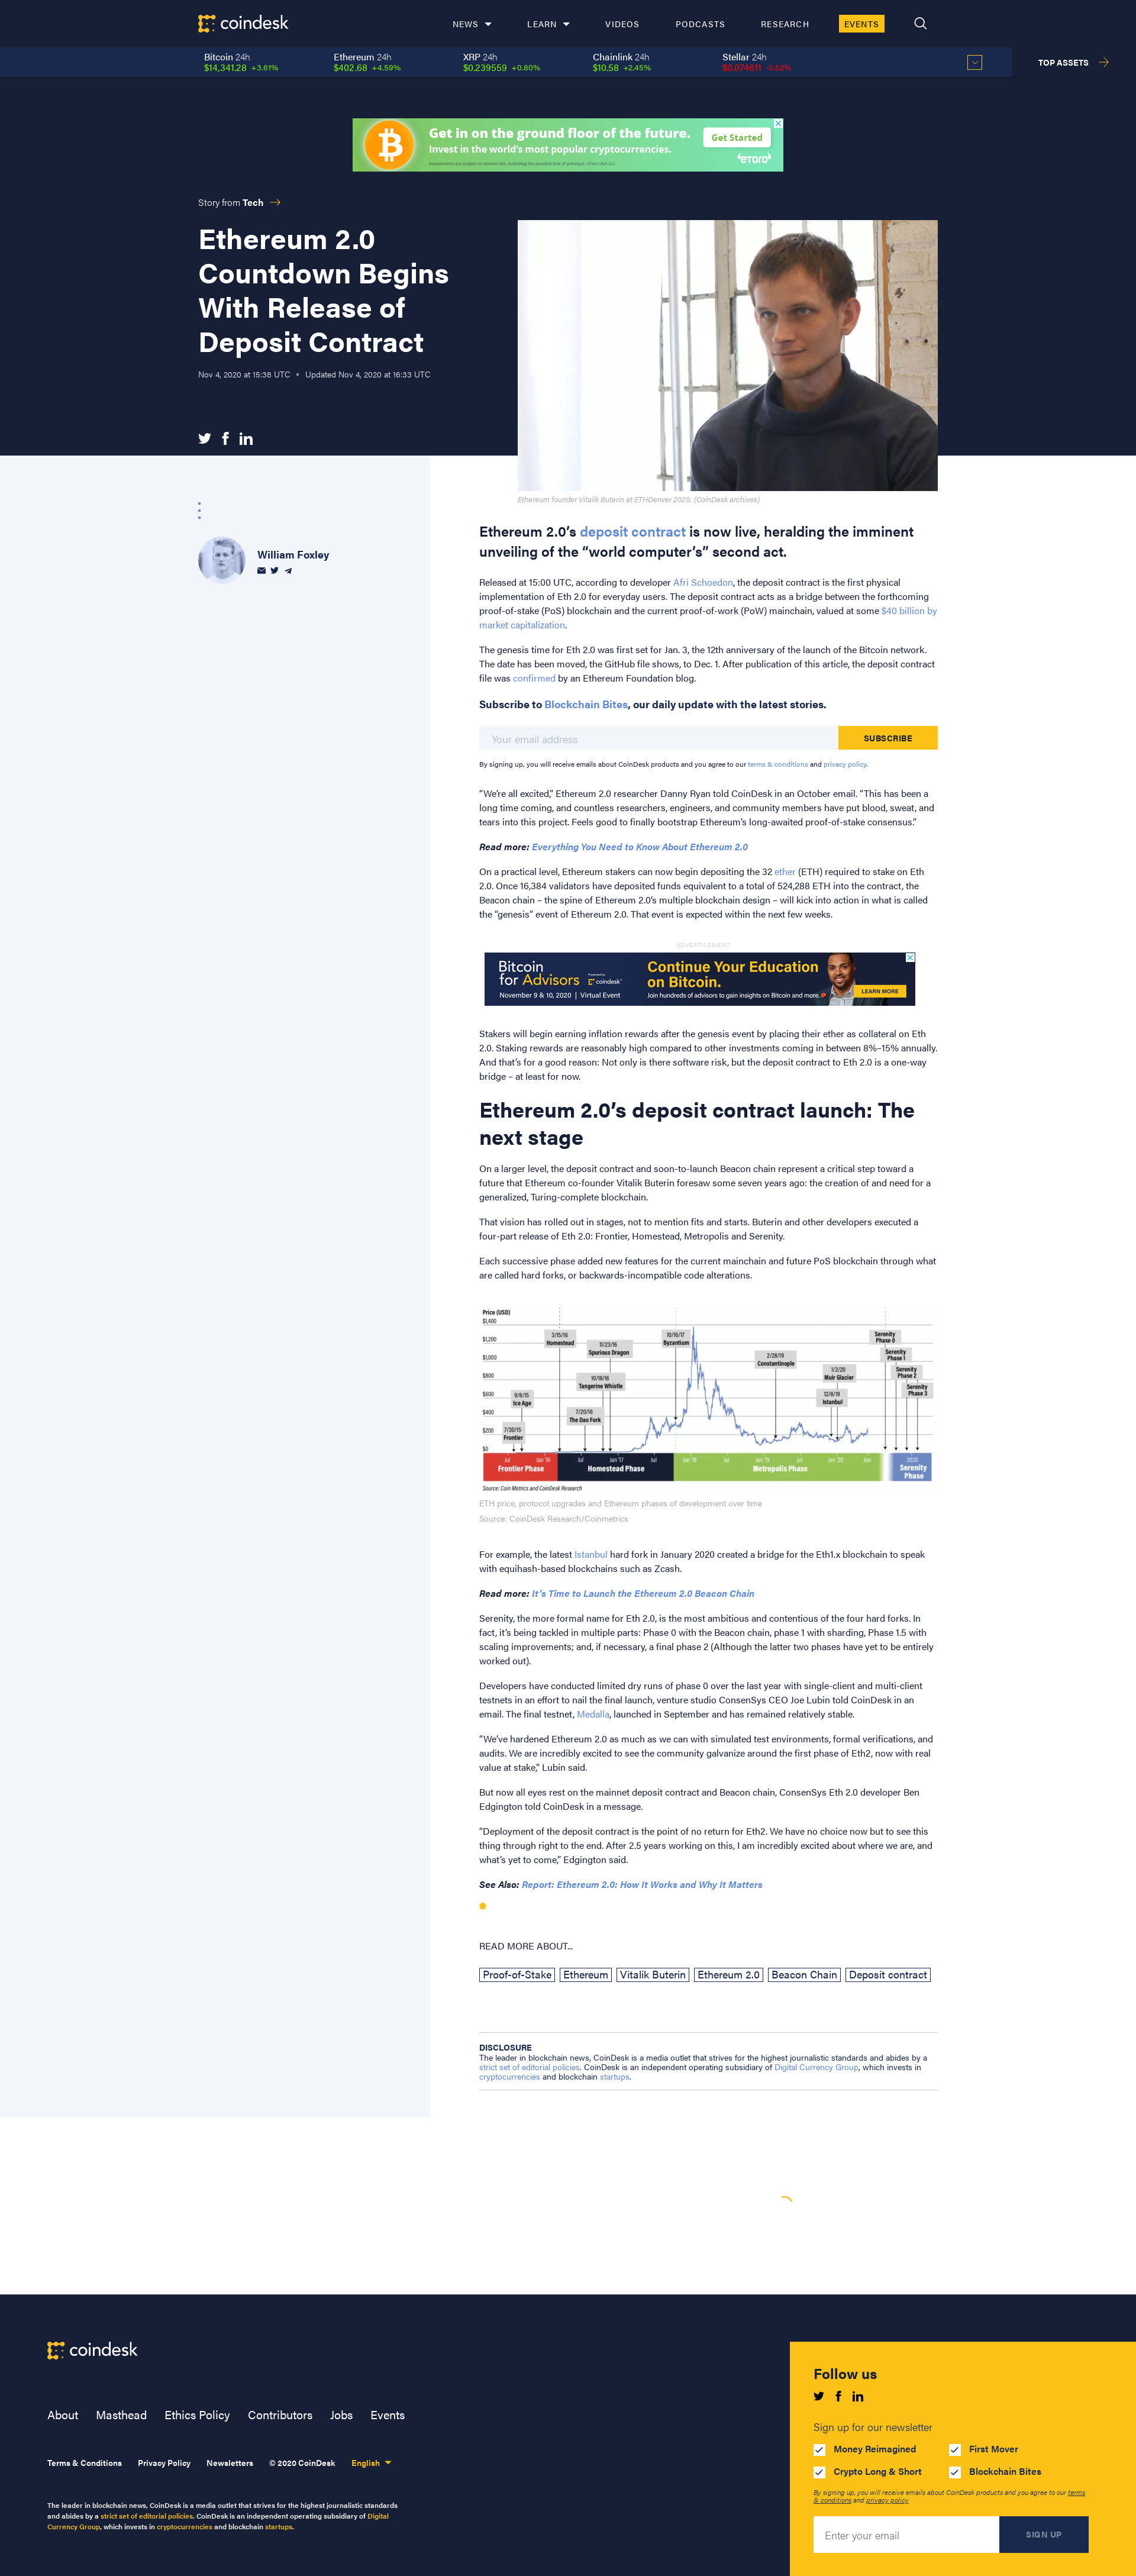 coindesk
NEWS LEARN VIDEOS PODCASTS RESEARCH EVENTS
Bitcoin 24h
$14,341.28 +3.61%
Ethereum 24h
$402.68 +4.59%
XRP 24h
$0.239559 +0.80%
Chainlink 24h
$10.58 +2.45%
Stellar 24h
$0.074611 -0.52%
TOP ASSETS
Get in on the ground floor of the future.
Invest in the world's most popular cryptocurrencies.
Investments are subject to market risk, including the possible loss of principal. eToro USA LLC
Get Started
eToro
Story from Tech
Ethereum 2.0
Countdown Begins
With Release of
Deposit Contract
Nov 4, 2020 at 15:38 UTC • Updated Nov 4, 2020 at 16:33 UTC
Ethereum founder Vitalik Buterin at ETHDenver 2020. (CoinDesk archives)
William Foxley
Ethereum 2.0’s deposit contract is now live, heralding the imminent
unveiling of the “world computer’s” second act.
Released at 15:00 UTC, according to developer Afri Schoedon, the deposit contract is the first physical
implementation of Eth 2.0 for everyday users. The deposit contract acts as a bridge between the forthcoming
proof-of-stake (PoS) blockchain and the current proof-of-work (PoW) mainchain, valued at some $40 billion by
market capitalization.
The genesis time for Eth 2.0 was first set for Jan. 3, the 12th anniversary of the launch of the Bitcoin network.
The date has been moved, the GitHub file shows, to Dec. 1. After publication of this article, the deposit contract
file was confirmed by an Ethereum Foundation blog.
Subscribe to Blockchain Bites, our daily update with the latest stories.
Your email address
SUBSCRIBE
By signing up, you will receive emails about CoinDesk products and you agree to our terms & conditions and privacy policy.
“We’re all excited,” Ethereum 2.0 researcher Danny Ryan told CoinDesk in an October email. “This has been a
long time coming, and countless researchers, engineers, and community members have put blood, sweat, and
tears into this project. Feels good to finally bootstrap Ethereum’s long-awaited proof-of-stake consensus.”
Read more: Everything You Need to Know About Ethereum 2.0
On a practical level, Ethereum stakers can now begin depositing the 32 ether (ETH) required to stake on Eth
2.0. Once 16,384 validators have deposited funds equivalent to a total of 524,288 ETH into the contract, the
Beacon chain – the spine of Ethereum 2.0’s multiple blockchain design – will kick into action in what is called
the “genesis” event of Ethereum 2.0. That event is expected within the next few weeks.
ADVERTISEMENT
Bitcoin
for Advisors
Presented by
coindesk
November 9 & 10, 2020 | Virtual Event
Continue Your Education
on Bitcoin.
Join hundreds of advisors to gain insights on Bitcoin and more.
LEARN MORE
Stakers will begin earning inflation rewards after the genesis event by placing their ether as collateral on Eth
2.0. Staking rewards are reasonably high compared to other investments coming in between 8%–15% annually.
And that’s for a good reason: Not only is there software risk, but the deposit contract to Eth 2.0 is a one-way
bridge – at least for now.
Ethereum 2.0’s deposit contract launch: The
next stage
On a larger level, the deposit contract and soon-to-launch Beacon chain represent a critical step toward a
future that Ethereum co-founder Vitalik Buterin foresaw some seven years ago: the creation of and need for a
generalized, Turing-complete blockchain.
That vision has rolled out in stages, not to mention fits and starts. Buterin and other developers executed a
four-part release of Eth 2.0: Frontier, Homestead, Metropolis and Serenity.
Each successive phase added new features for the current mainchain and future PoS blockchain through what
are called hard forks, or backwards-incompatible code alterations.
Price (USD)
$1,400
$1,200
$1,000
$800
$600
$400
$200
$0
7/30/15
Frontier
9/8/15
Ice Age
3/15/16
Homestead
7/20/16
The Dao Fork
10/18/16
Tangerine Whistle
11/23/16
Spurious Dragon
10/16/17
Byzantium
2/28/19
Constantinople
12/8/19
Istanbul
1/2/20
Muir Glacier
Serenity
Phase 0
Serenity
Phase 1
Serenity
Phase 2
Serenity
Phase 3
Jul Jan '16 Jul Jan '17 Jul Jan '18 Jul Jan '19 Jul Jan '20 Jun 2020
Frontier Phase
Homestead Phase
Metropolis Phase
Serenity
Phase
Source: Coin Metrics and CoinDesk Research
ETH price, protocol upgrades and Ethereum phases of development over time
Source: CoinDesk Research/Coinmetrics
For example, the latest Istanbul hard fork in January 2020 created a bridge for the Eth1.x blockchain to speak
with equihash-based blockchains such as Zcash.
Read more: It’s Time to Launch the Ethereum 2.0 Beacon Chain
Serenity, the more formal name for Eth 2.0, is the most ambitious and contentious of the four hard forks. In
fact, it’s being tackled in multiple parts: Phase 0 with the Beacon chain, phase 1 with sharding, Phase 1.5 with
scaling improvements; and, if necessary, a final phase 2 (Although the latter two phases have yet to be entirely
worked out).
Developers have conducted limited dry runs of phase 0 over the last year with single-client and multi-client
testnets in an effort to nail the final launch, venture studio ConsenSys CEO Joe Lubin told CoinDesk in an
email. The final testnet, Medalla, launched in September and has remained relatively stable.
“We’ve hardened Ethereum 2.0 as much as we can with simulated test environments, formal verifications, and
audits. We are incredibly excited to see the community galvanize around the first phase of Eth2, now with real
value at stake,” Lubin said.
But now all eyes rest on the mainnet deposit contract and Beacon chain, ConsenSys Eth 2.0 developer Ben
Edgington told CoinDesk in a message.
“Deployment of the deposit contract is the point of no return for Eth2. We have no choice now but to see this
thing through right to the end. After 2.5 years working on this, I am incredibly excited about where we are, and
what’s yet to come,” Edgington said.
See Also: Report: Ethereum 2.0: How It Works and Why It Matters
READ MORE ABOUT...
Proof-of-Stake Ethereum Vitalik Buterin Ethereum 2.0 Beacon Chain Deposit contract
DISCLOSURE
The leader in blockchain news, CoinDesk is a media outlet that strives for the highest journalistic standards and abides by a
strict set of editorial policies. CoinDesk is an independent operating subsidiary of Digital Currency Group, which invests in
cryptocurrencies and blockchain startups.
coindesk
About Masthead Ethics Policy Contributors Jobs Events
Terms & Conditions Privacy Policy Newsletters © 2020 CoinDesk English
The leader in blockchain news, CoinDesk is a media outlet that strives for the highest journalistic standards
and abides by a strict set of editorial policies. CoinDesk is an independent operating subsidiary of Digital
Currency Group, which invests in cryptocurrencies and blockchain startups.
Follow us
Sign up for our newsletter
Money Reimagined
First Mover
Crypto Long & Short
Blockchain Bites
By signing up, you will receive emails about CoinDesk products and you agree to our terms
& conditions and privacy policy
Enter your email
SIGN UP